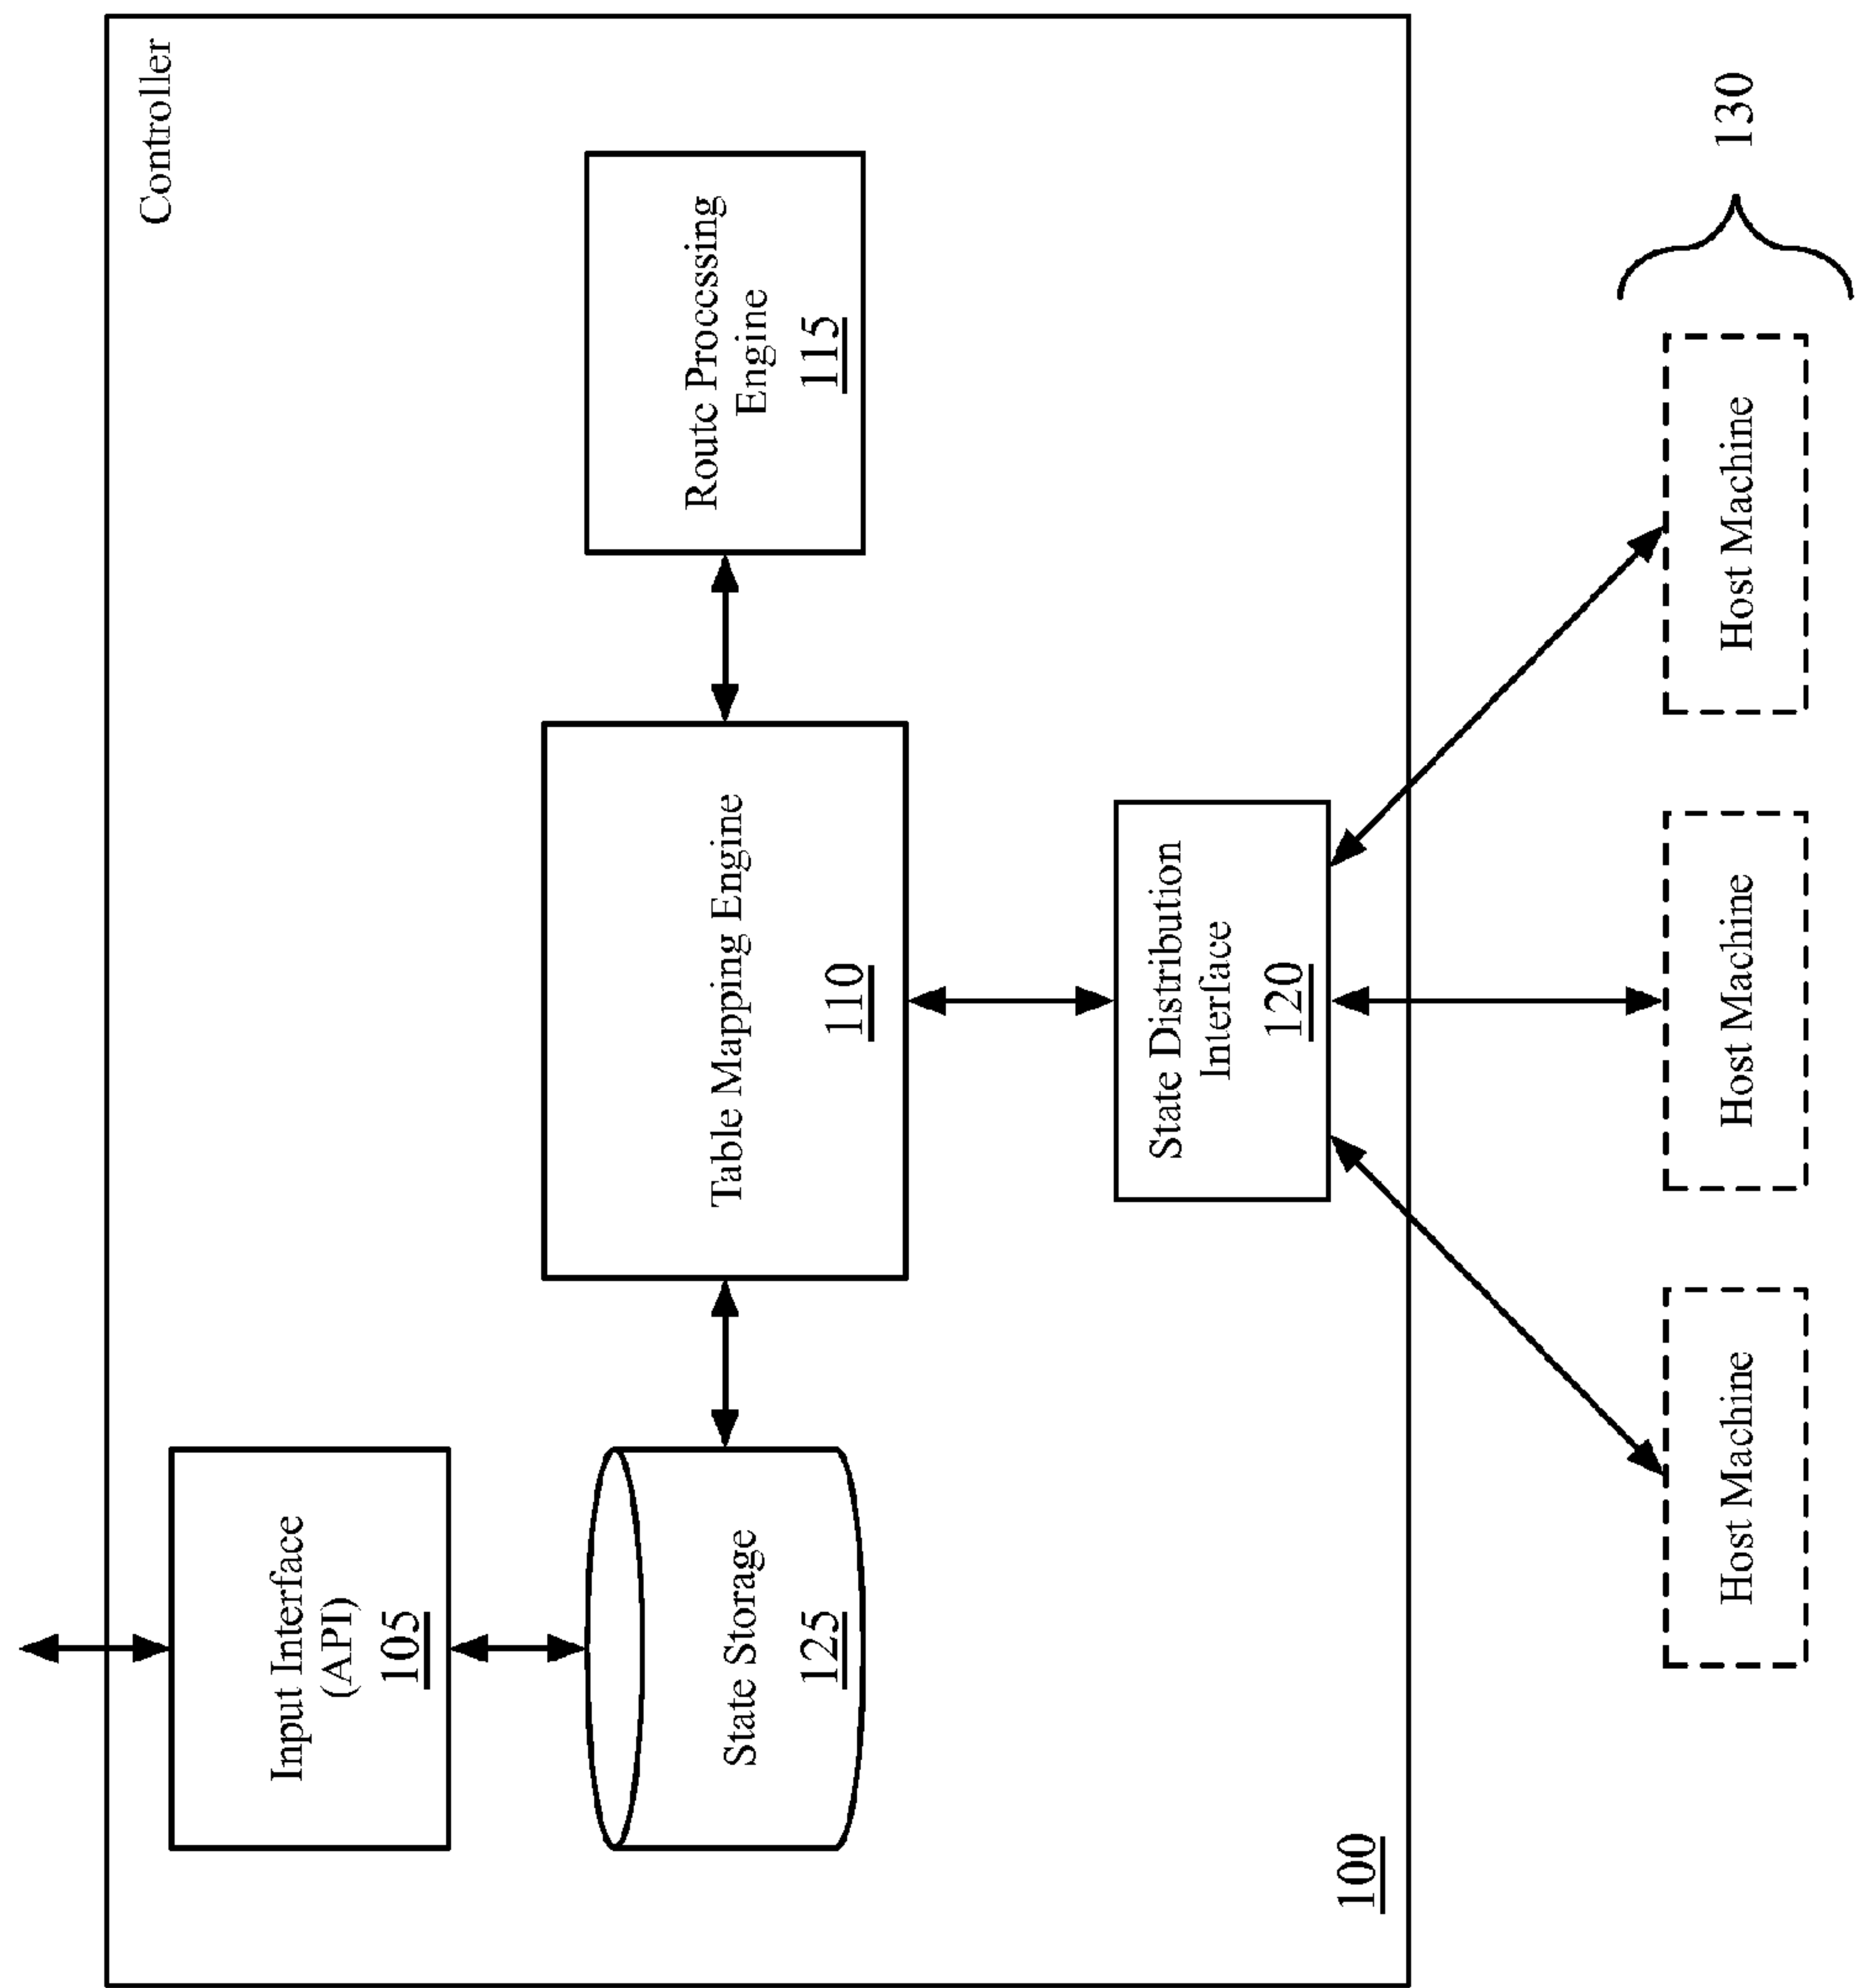 Controller
Input Interface
(API)
105
State Storage
125
Table Mapping Engine
110
Route Processing
Engine
115
State Distribution
Interface
120
100
Host Machine
Host Machine
Host Machine
130